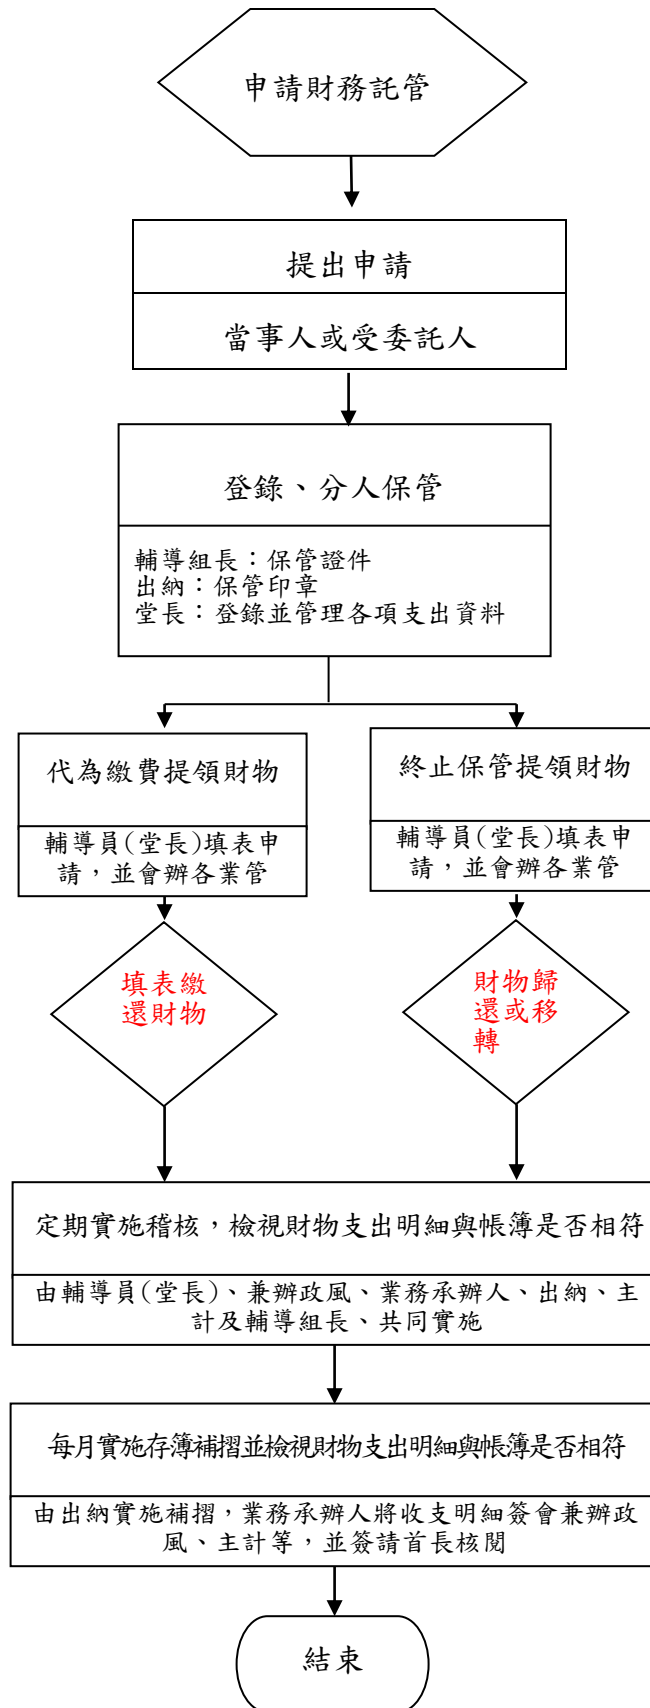 申請財務託管
提出申請
當事人或受委託人
登錄、分人保管
輔導組長：保管證件
出納：保管印章
堂長：登錄並管理各項支出資料
代為繳費提領財物
輔導員(堂長)填表申
請，並會辦各業管
終止保管提領財物
輔導員(堂長)填表申
請，並會辦各業管
填表繳
還財物
財物歸
還或移
轉
定期實施稽核，檢視財物支出明細與帳簿是否相符
由輔導員(堂長)、兼辦政風、業務承辦人、出納、主
計及輔導組長、共同實施
每月實施存簿補摺並檢視財物支出明細與帳簿是否相符
由出納實施補摺，業務承辦人將收支明細簽會兼辦政
風、主計等，並簽請首長核閱
結束